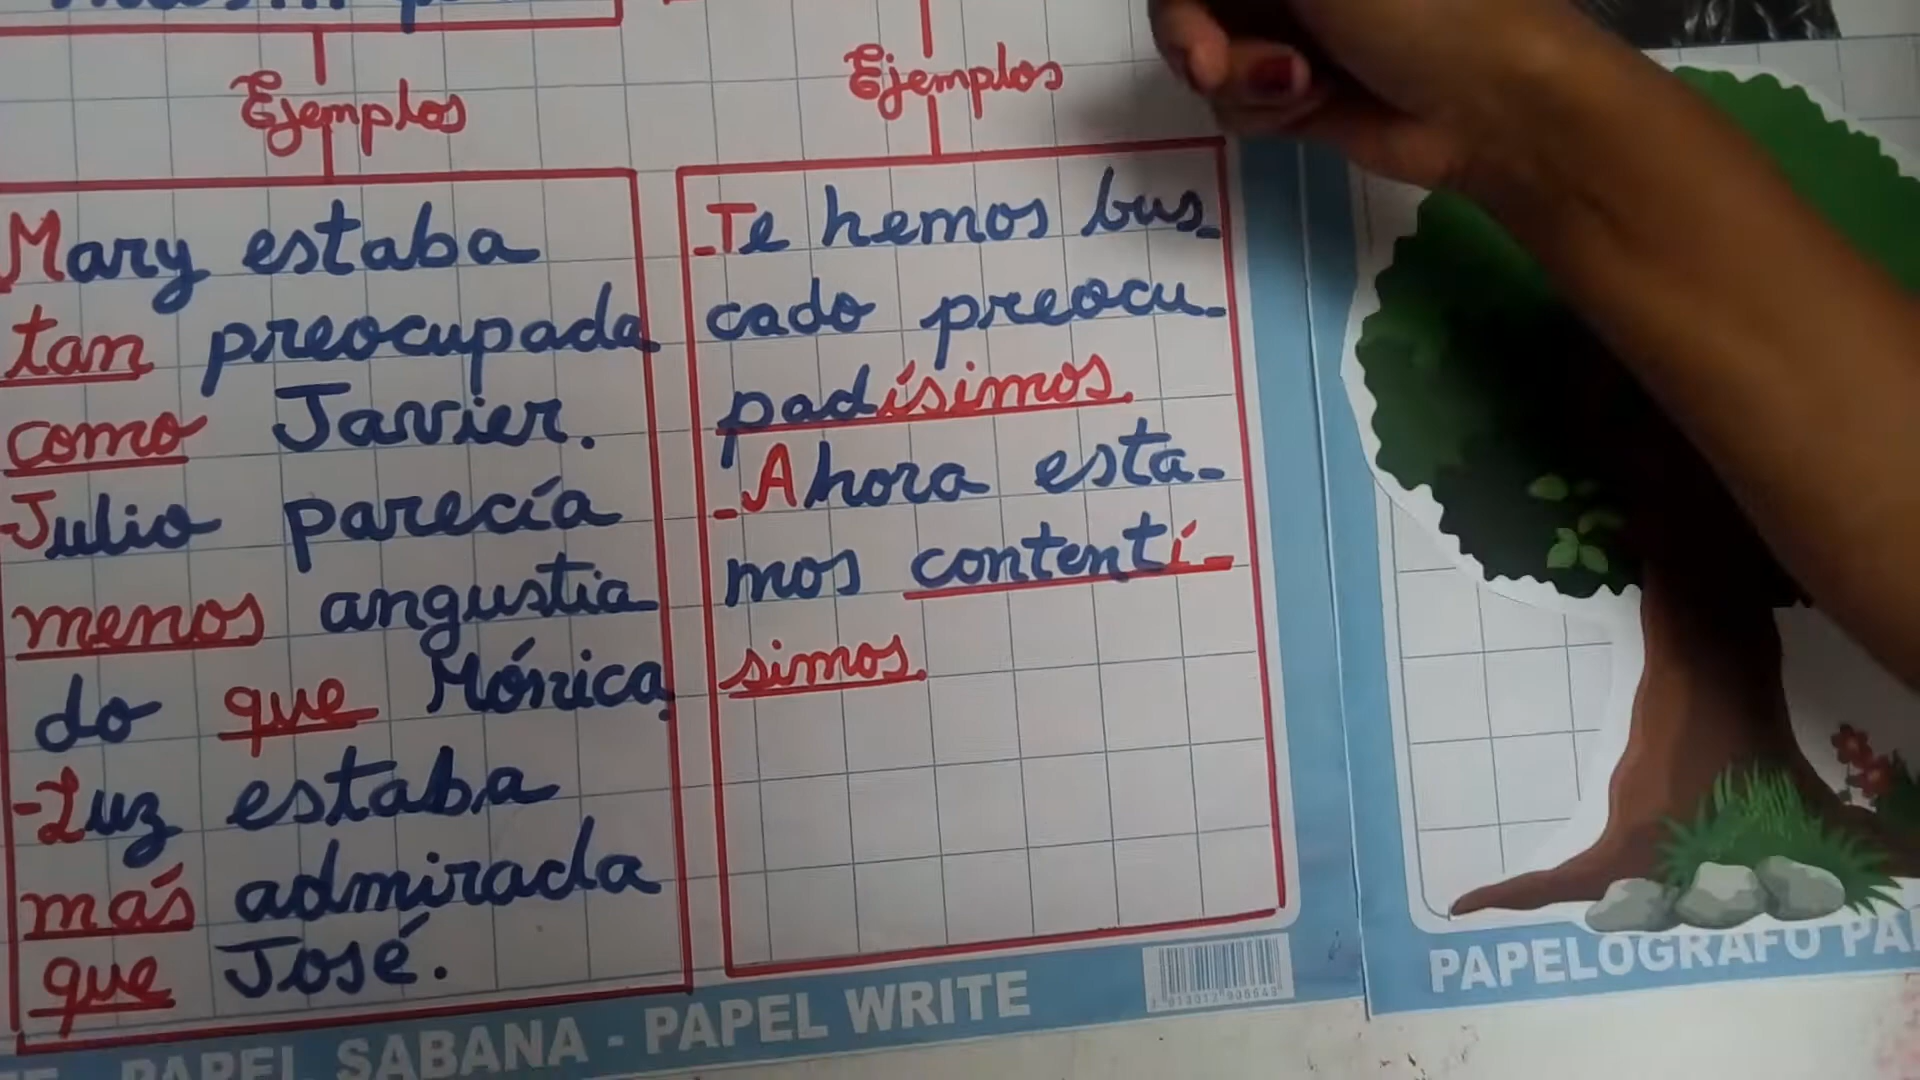 Ejemplos
Mary estaba
tan preocupada
como Javier.
-Julio parecía
menos angustia
do que Mónica.
-Luz estaba
más admirada
que José.
Ejemplos
-Te hemos bus-
cado preocu-
padísimos.
-Ahora esta-
mos contentí-
simos.
PAPEL SABANA - PAPEL WRITE
PAPELOGRAFO